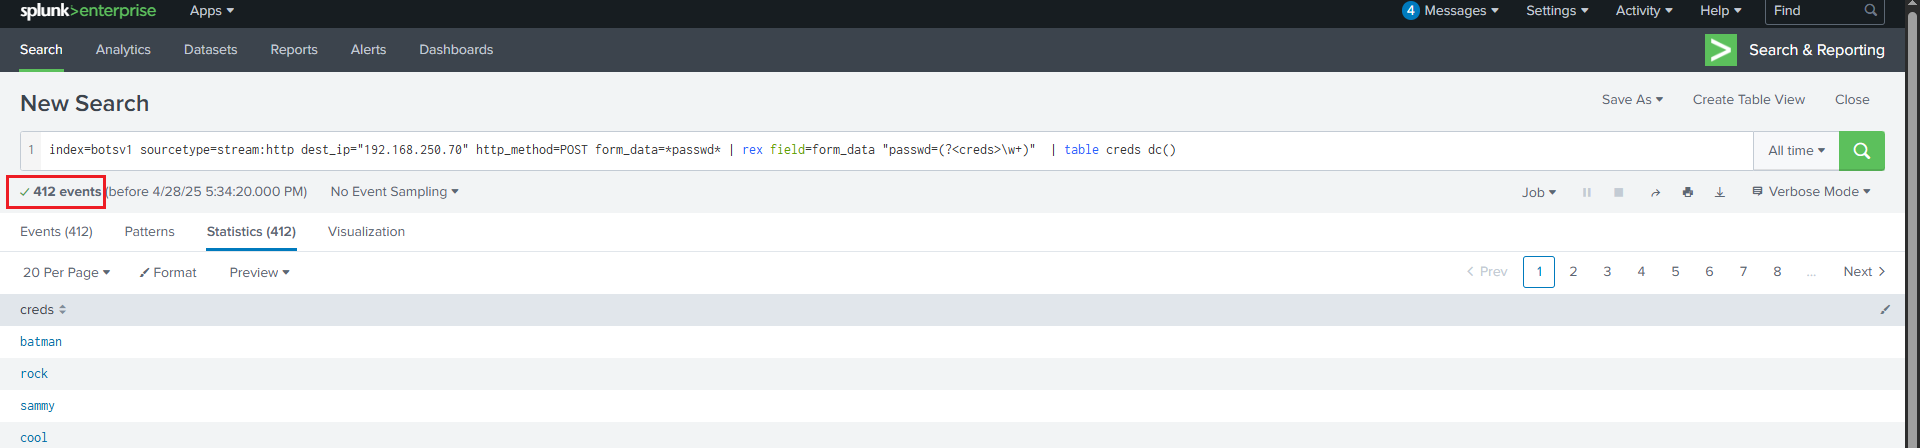 splunk>enterprise Apps 4 Messages Settings Activity Help Find
Search Analytics Datasets Reports Alerts Dashboards Search & Reporting
New Search Save As Create Table View Close
1 index=botsv1 sourcetype=stream:http dest_ip="192.168.250.70" http_method=POST form_data=*passwd* | rex field=form_data "passwd=(?<creds>\w+)"  | table creds dc() All time
412 events (before 4/28/25 5:34:20.000 PM) No Event Sampling Job Verbose Mode
Events (412) Patterns Statistics (412) Visualization
20 Per Page Format Preview < Prev 1 2 3 4 5 6 7 8 ... Next >
creds
batman
rock
sammy
cool